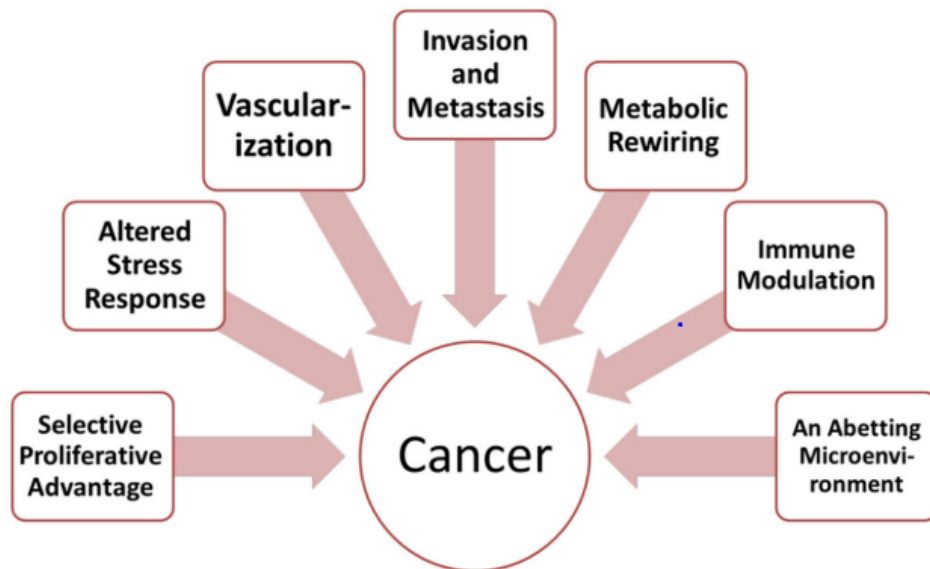 Invasion
and
Metastasis
Vascular-
ization
Metabolic
Rewiring
Altered
Stress
Response
Immune
Modulation
Selective
Proliferative
Advantage
Cancer
An Abetting
Microenvi-
ronment